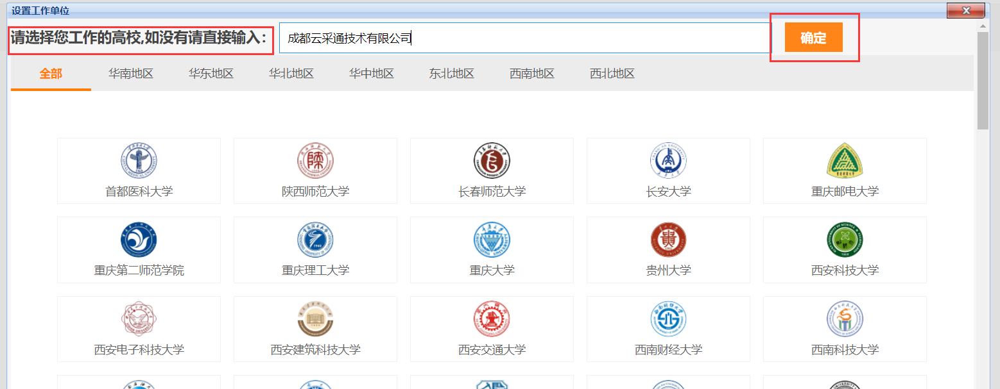 设置工作单位
请选择您工作的高校,如没有请直接输入：
成都云采通技术有限公司
确定
全部
华南地区
华东地区
华北地区
华中地区
东北地区
西南地区
西北地区
首都医科大学
陕西师范大学
长春师范大学
长安大学
重庆邮电大学
重庆第二师范学院
重庆理工大学
重庆大学
贵州大学
西安科技大学
西安电子科技大学
西安建筑科技大学
西安交通大学
西南财经大学
西南科技大学